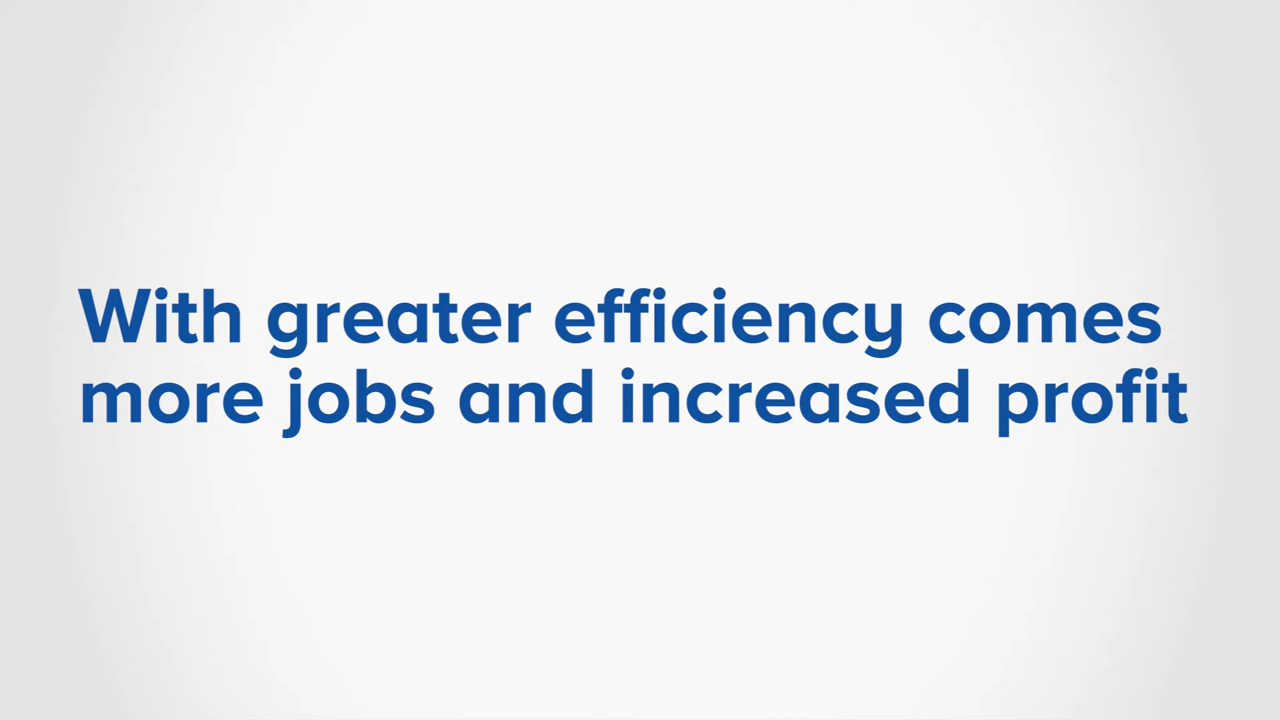 With greater efficiency comes
more jobs and increased profit